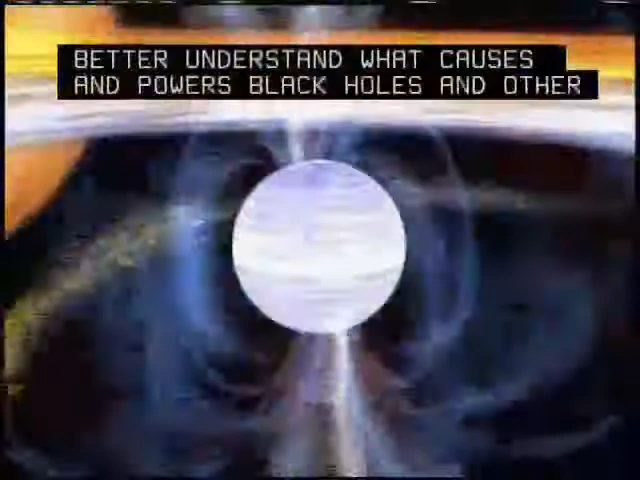 BETTER UNDERSTAND WHAT CAUSES
AND POWERS BLACK HOLES AND OTHER